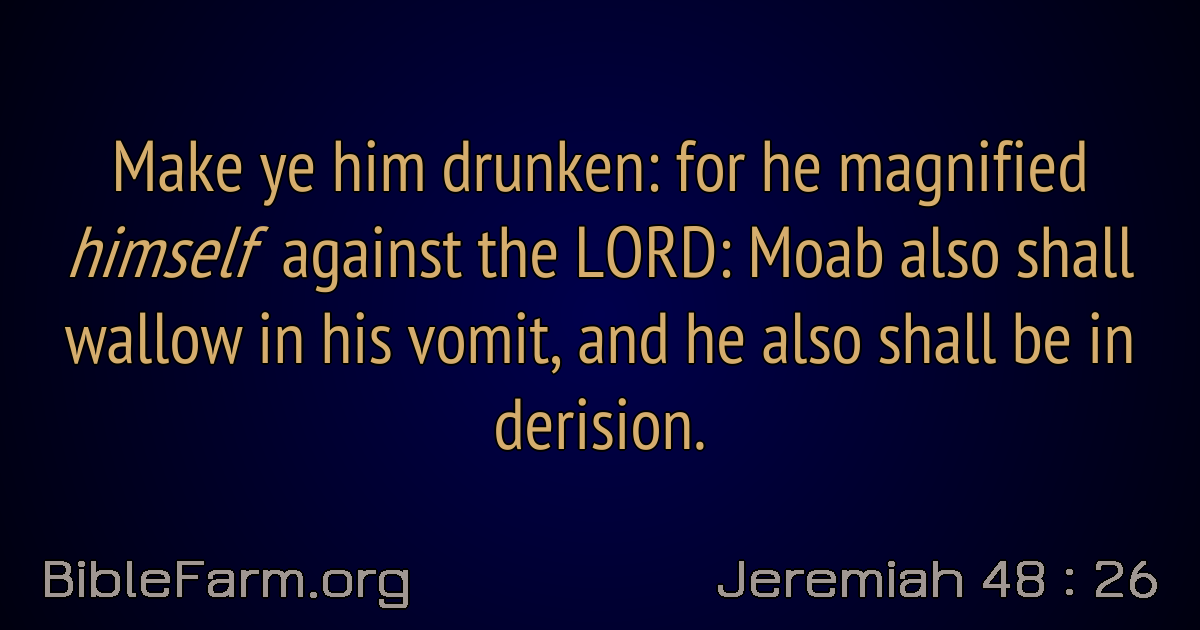 Make ye him drunken: for he magnified
himself against the LORD: Moab also shall
wallow in his vomit, and he also shall be in
derision.
BibleFarm.org
Jeremiah 48 : 26